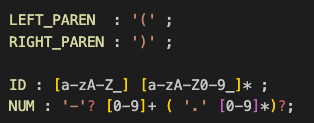 LEFT_PAREN  : '(' ;
RIGHT_PAREN : ')' ;
ID : [a-zA-Z_] [a-zA-Z0-9_]* ;
NUM : '-'? [0-9]+ ( '.' [0-9]*)?;